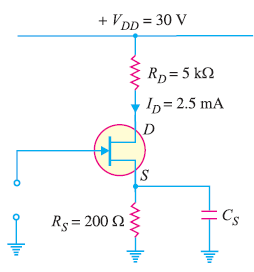 + V_DD = 30 V
R_D = 5 kΩ
I_D = 2.5 mA
D
S
R_S = 200 Ω
C_S